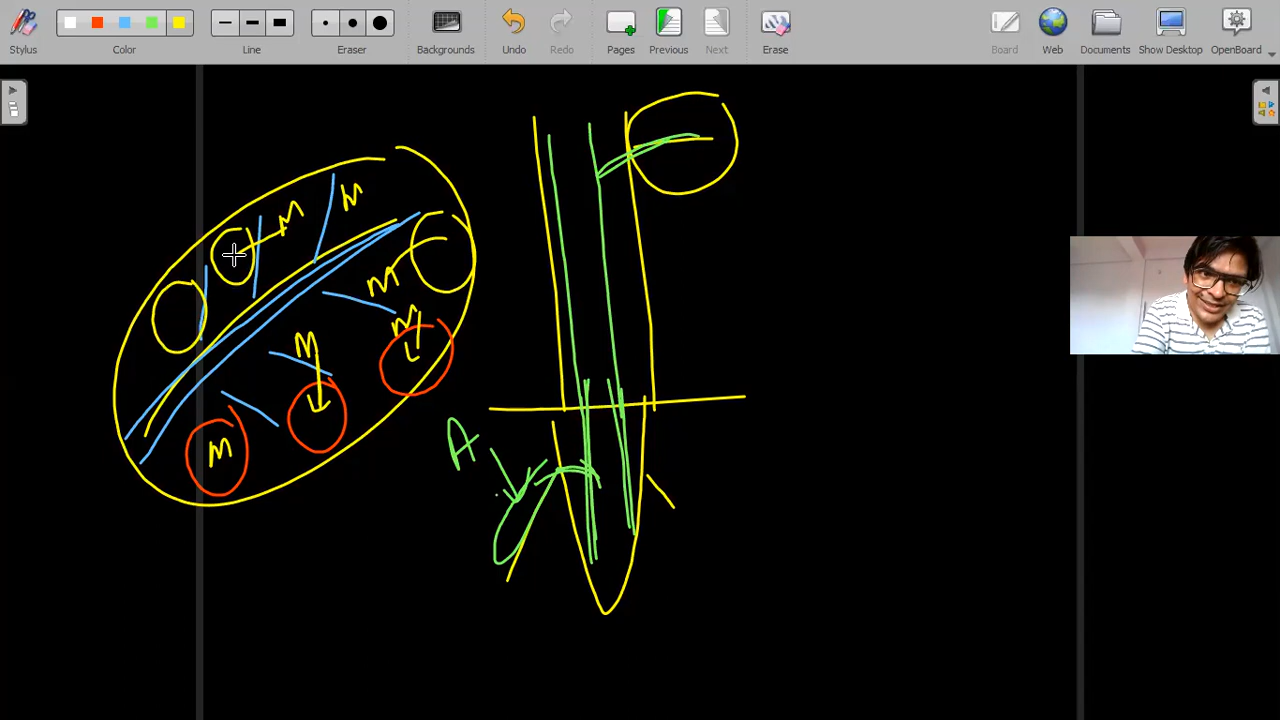 Stylus Color Line Eraser Backgrounds Undo Redo Pages Previous Next Erase Board Web Documents Show Desktop OpenBoard
M
M
M
M
M
M
A